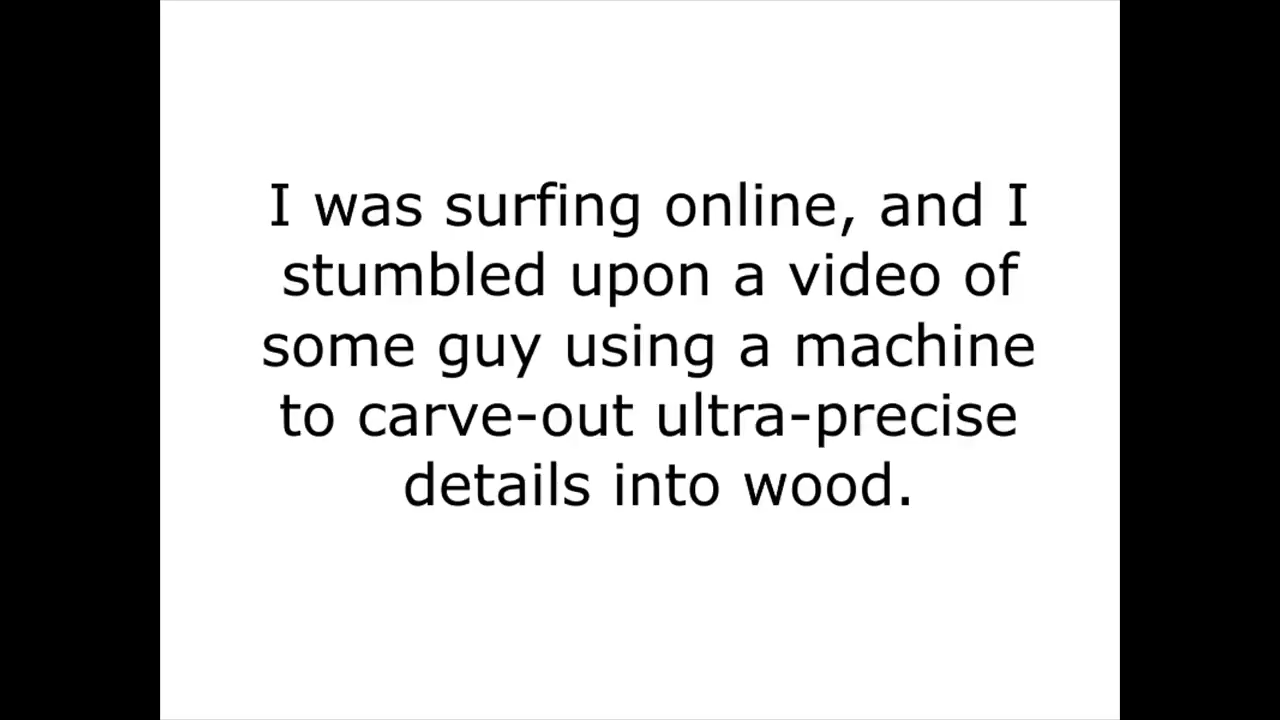 I was surfing online, and I
stumbled upon a video of
some guy using a machine
to carve-out ultra-precise
details into wood.